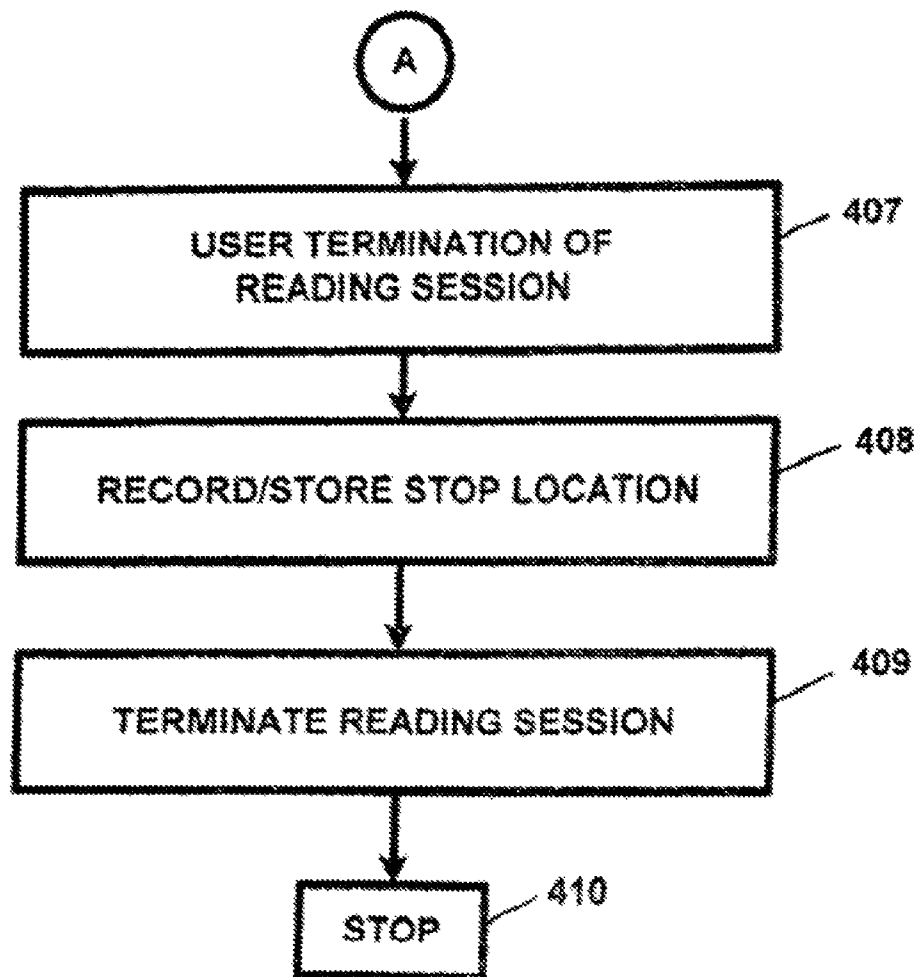 A
407
USER TERMINATION OF
READING SESSION
408
RECORD/STORE STOP LOCATION
409
TERMINATE READING SESSION
410
STOP